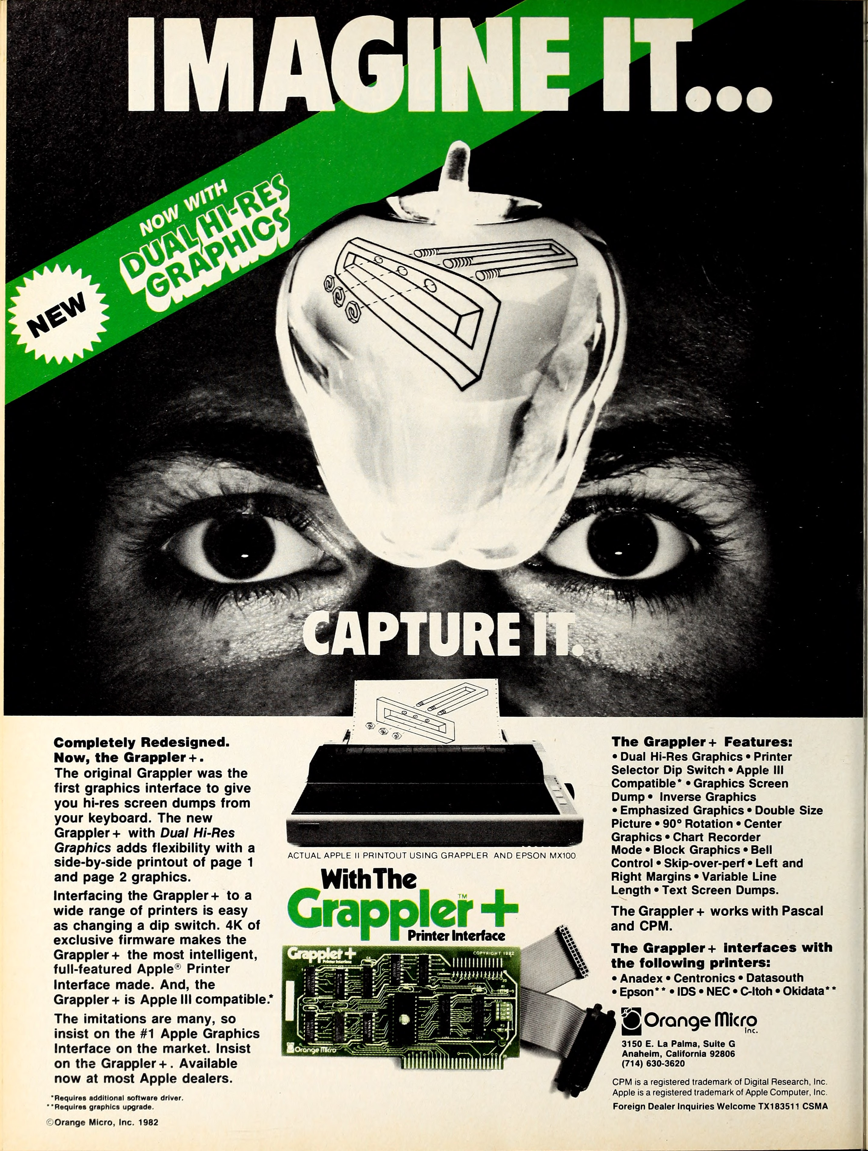 IMAGINE IT...
NOW WITH
DUAL HI-RES
GRAPHICS
NEW
CAPTURE IT.
Completely Redesigned.
Now, the Grappler+.
The original Grappler was the
first graphics interface to give
you hi-res screen dumps from
your keyboard. The new
Grappler+ with Dual Hi-Res
Graphics adds flexibility with a
side-by-side printout of page 1
and page 2 graphics.
Interfacing the Grappler+ to a
wide range of printers is easy
as changing a dip switch. 4K of
exclusive firmware makes the
Grappler+ the most intelligent,
full-featured Apple® Printer
Interface made. And, the
Grappler+ is Apple III compatible.*
The imitations are many, so
insist on the #1 Apple Graphics
Interface on the market. Insist
on the Grappler+. Available
now at most Apple dealers.
*Requires additional software driver.
**Requires graphics upgrade.
©Orange Micro, Inc. 1982
ACTUAL APPLE II PRINTOUT USING GRAPPLER AND EPSON MX100
With The
Grappler+™
Printer Interface
Grappler+
Printer Interface
COPYRIGHT 1982
Orange Micro
The Grappler+ Features:
• Dual Hi-Res Graphics • Printer
Selector Dip Switch • Apple III
Compatible* • Graphics Screen
Dump • Inverse Graphics
• Emphasized Graphics • Double Size
Picture • 90° Rotation • Center
Graphics • Chart Recorder
Mode • Block Graphics • Bell
Control • Skip-over-perf • Left and
Right Margins • Variable Line
Length • Text Screen Dumps.
The Grappler+ works with Pascal
and CPM.
The Grappler+ interfaces with
the following printers:
• Anadex • Centronics • Datasouth
• Epson** • IDS • NEC • C-Itoh • Okidata**
Orange Micro
Inc.
3150 E. La Palma, Suite G
Anaheim, California 92806
(714) 630-3620
CPM is a registered trademark of Digital Research, Inc.
Apple is a registered trademark of Apple Computer, Inc.
Foreign Dealer Inquiries Welcome TX183511 CSMA